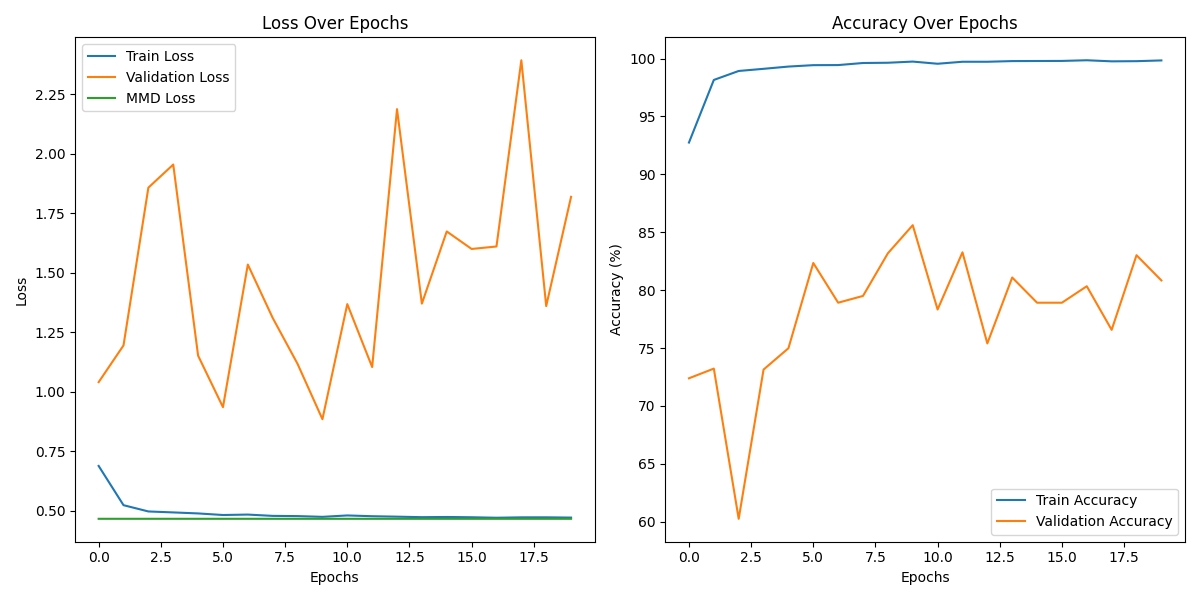 Loss Over Epochs
Train Loss
Validation Loss
MMD Loss
2.25
2.00
1.75
1.50
1.25
1.00
0.75
0.50
Loss
0.0 2.5 5.0 7.5 10.0 12.5 15.0 17.5
Epochs
Accuracy Over Epochs
100
95
90
85
80
75
70
65
60
Accuracy (%)
Train Accuracy
Validation Accuracy
0.0 2.5 5.0 7.5 10.0 12.5 15.0 17.5
Epochs